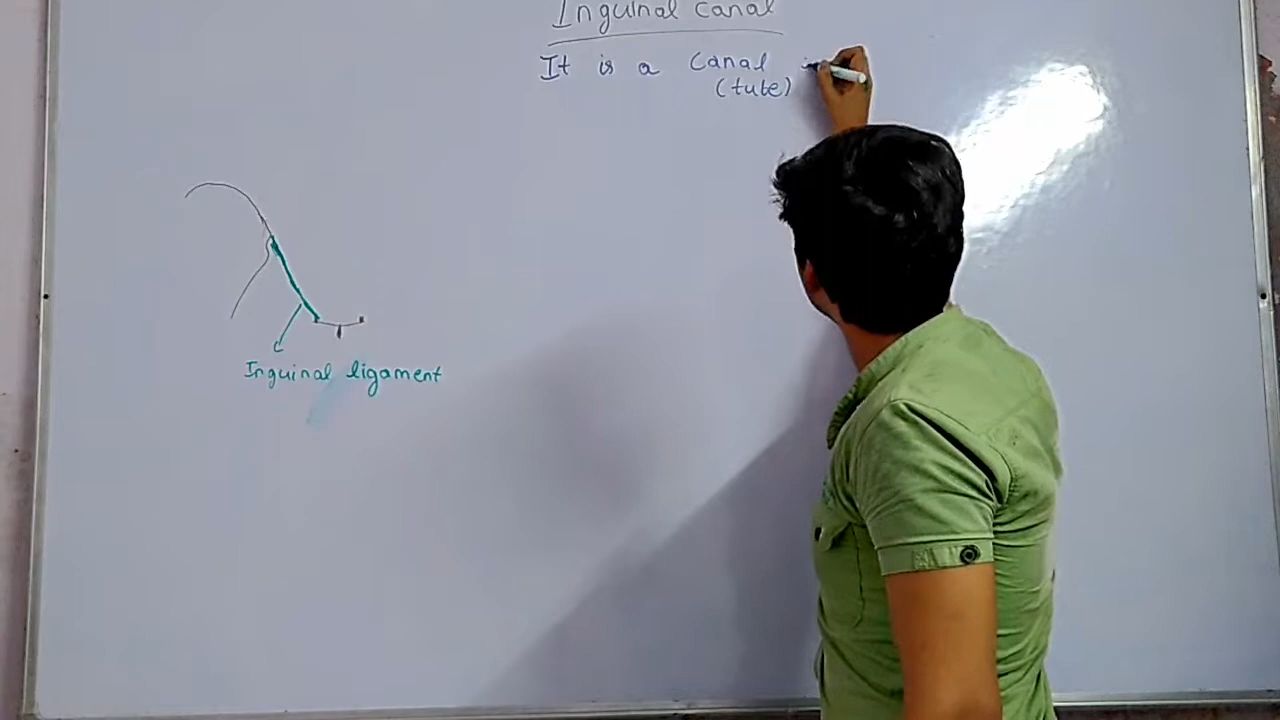 Inguinal Canal
It is a Canal
(tube)
Inguinal ligament